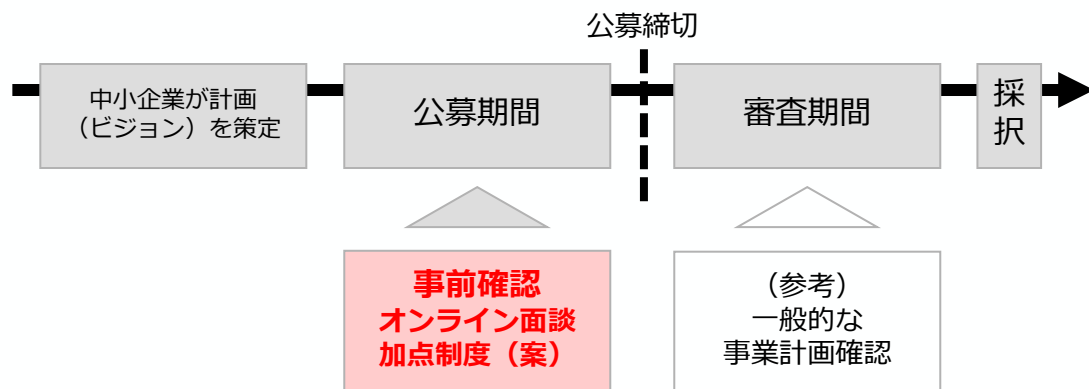 公募締切
中小企業が計画
（ビジョン）を策定
公募期間
審査期間
採
択
事前確認
オンライン面談
加点制度（案）
（参考）
一般的な
事業計画確認